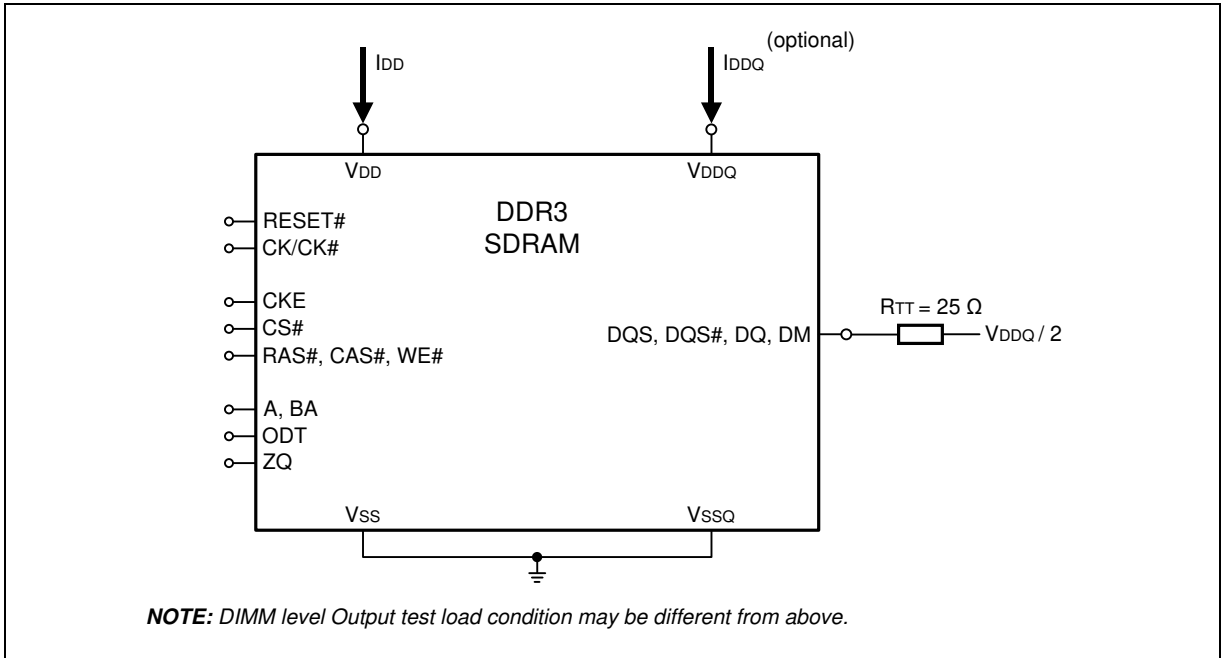 (optional)
IDD
IDDQ
VDD
VDDQ
DDR3
SDRAM
RESET#
CK/CK#
CKE
CS#
RAS#, CAS#, WE#
A, BA
ODT
ZQ
DQS, DQS#, DQ, DM
RTT = 25 Ω
VDDQ / 2
VSS
VSSQ
NOTE: DIMM level Output test load condition may be different from above.